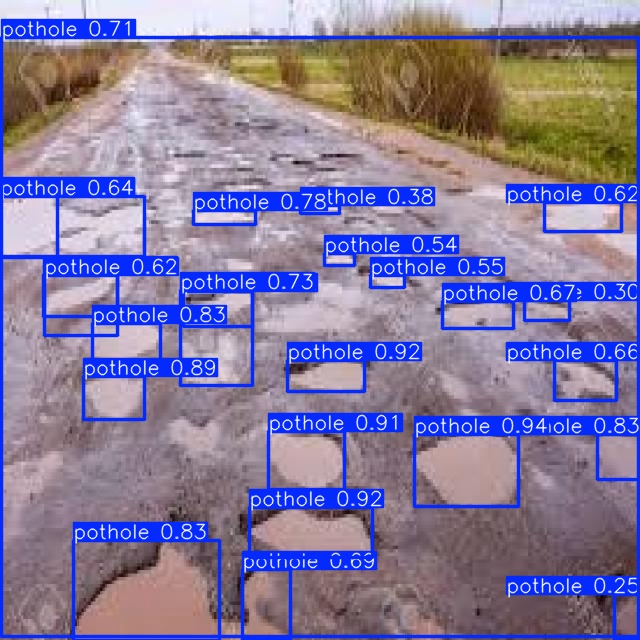 pothole 0.71
pothole 0.64
pothole 0.78
thole 0.38
pothole 0.62
pothole 0.54
pothole 0.62
pothole 0.55
pothole 0.73
pothole 0.67
0.30
pothole 0.83
pothole 0.92
pothole 0.66
pothole 0.89
pothole 0.91
pothole 0.94
ole 0.83
pothole 0.92
pothole 0.83
pothole 0.69
pothole 0.25